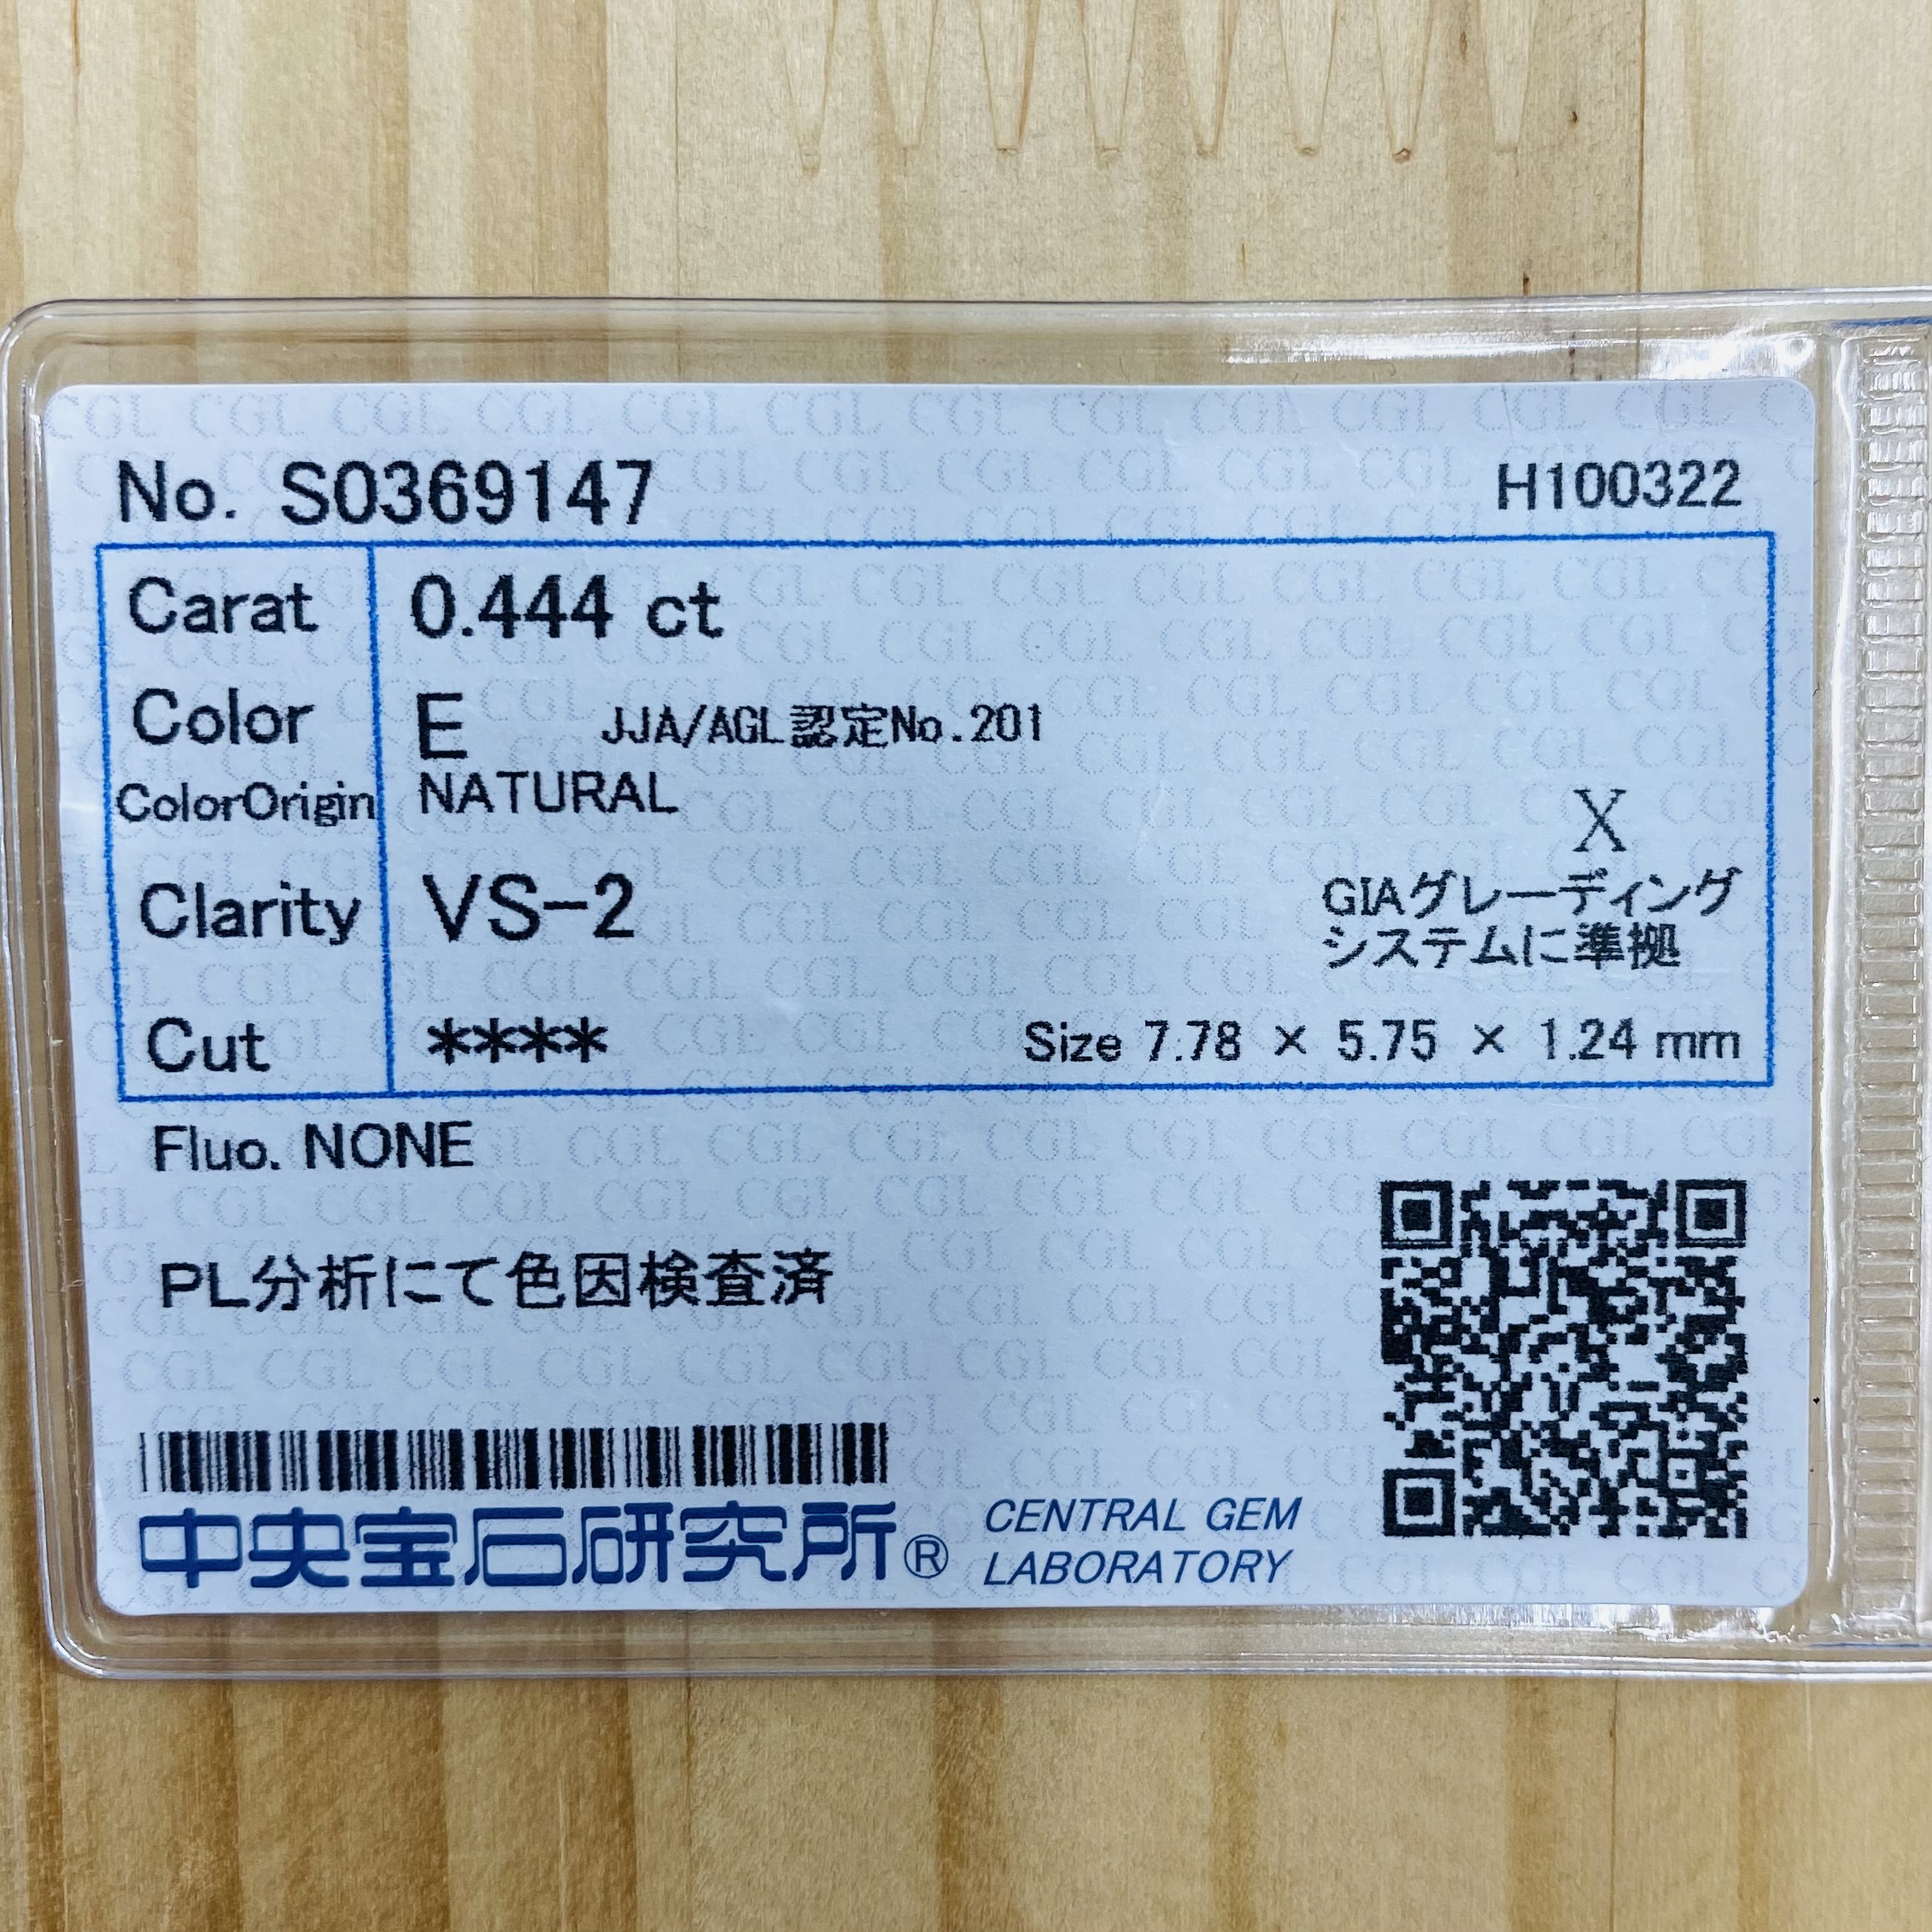 No. S0369147 H100322
Carat 0.444 ct
Color E JJA/AGL認定No.201
ColorOrigin NATURAL
X
Clarity VS-2 GIAグレーディング
システムに準拠
Cut **** Size 7.78 × 5.75 × 1.24 mm
Fluo. NONE
PL分析にて色因検査済
中央宝石研究所® CENTRAL GEM
LABORATORY